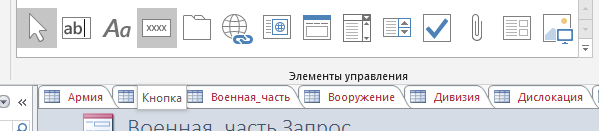 ab Aa xxxx
Элементы управления
Армия Кнопка Военная_часть Вооружение Дивизия Дислокация
Военная_часть Запрос